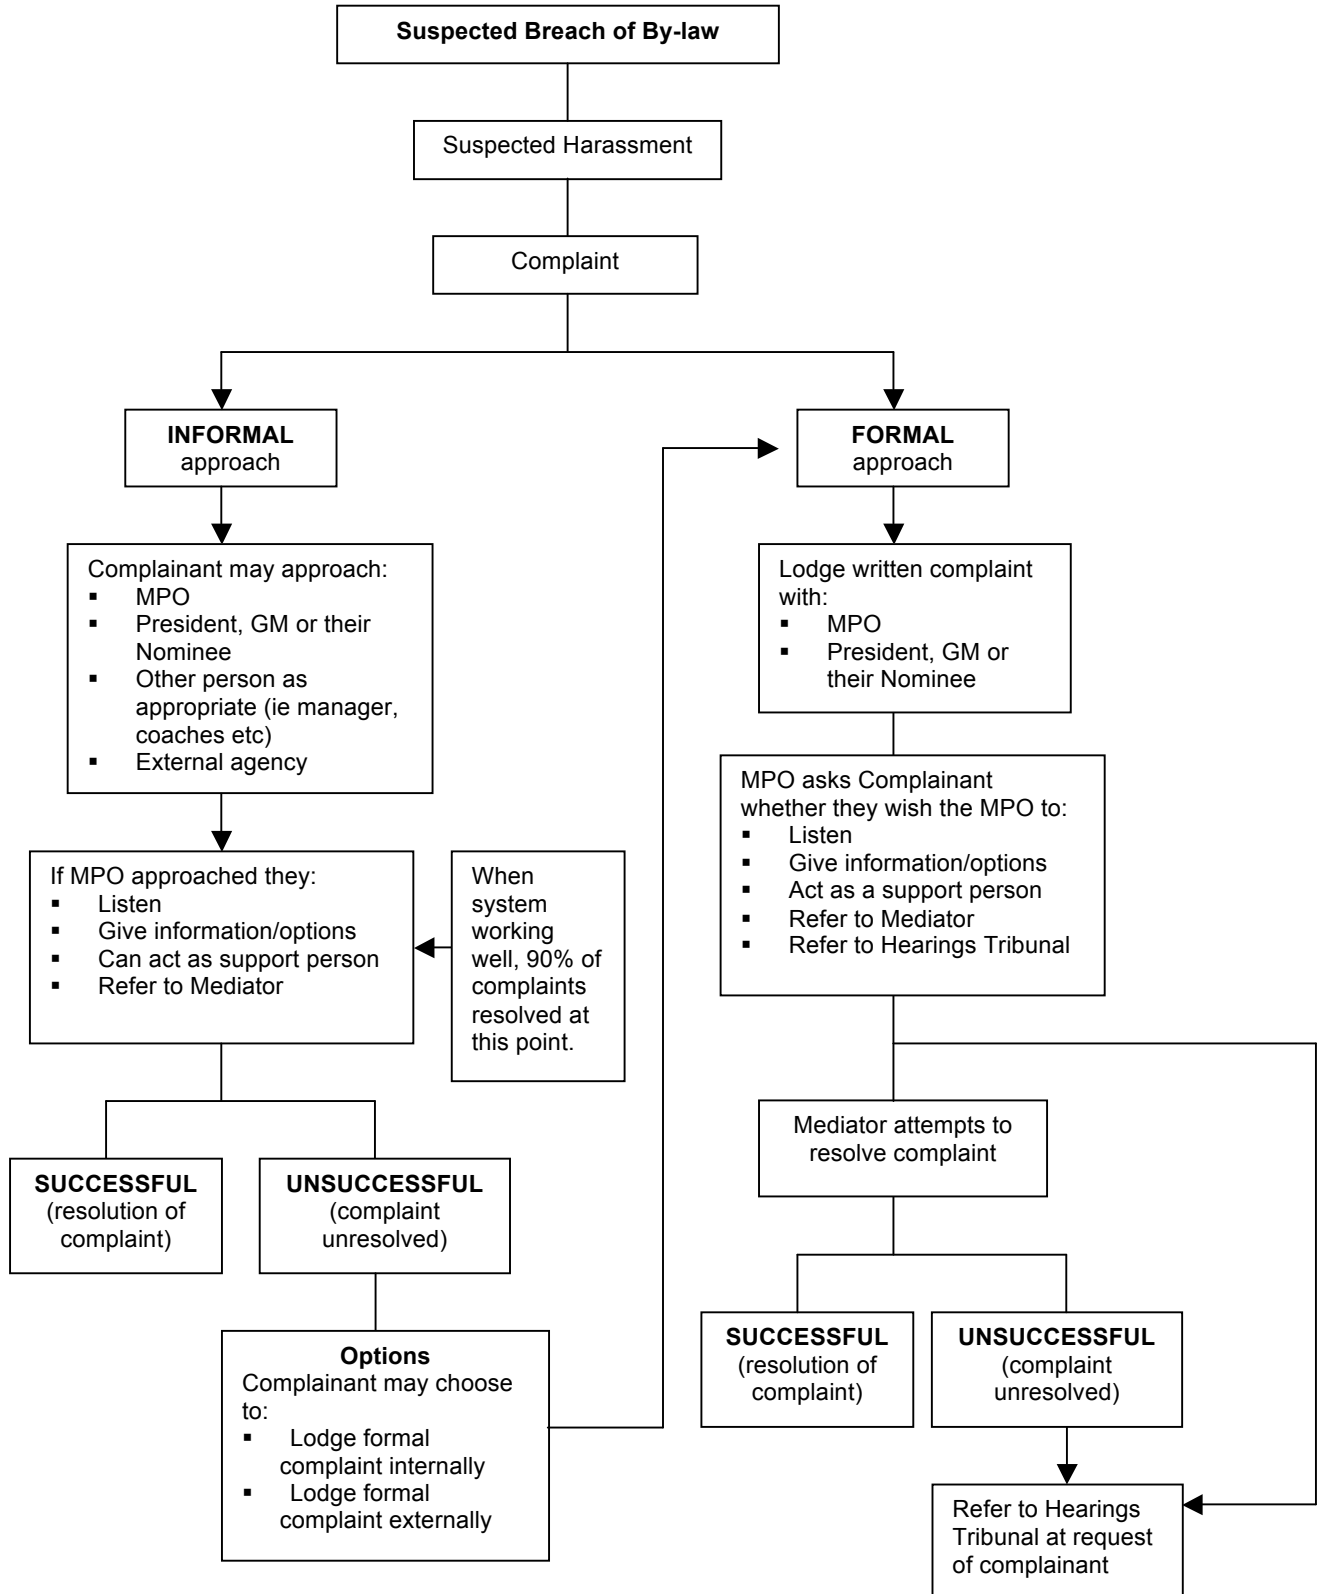 Suspected Breach of By-law
Suspected Harassment
Complaint
INFORMAL
approach
Complainant may approach:
▪ MPO
▪ President, GM or their
Nominee
▪ Other person as
appropriate (ie manager,
coaches etc)
▪ External agency
If MPO approached they:
▪ Listen
▪ Give information/options
▪ Can act as support person
▪ Refer to Mediator
When
system
working
well, 90% of
complaints
resolved at
this point.
SUCCESSFUL
(resolution of
complaint)
UNSUCCESSFUL
(complaint
unresolved)
Options
Complainant may choose
to:
▪ Lodge formal
complaint internally
▪ Lodge formal
complaint externally
FORMAL
approach
Lodge written complaint
with:
▪ MPO
▪ President, GM or
their Nominee
MPO asks Complainant
whether they wish the MPO to:
▪ Listen
▪ Give information/options
▪ Act as a support person
▪ Refer to Mediator
▪ Refer to Hearings Tribunal
Mediator attempts to
resolve complaint
SUCCESSFUL
(resolution of
complaint)
UNSUCCESSFUL
(complaint
unresolved)
Refer to Hearings
Tribunal at request
of complainant